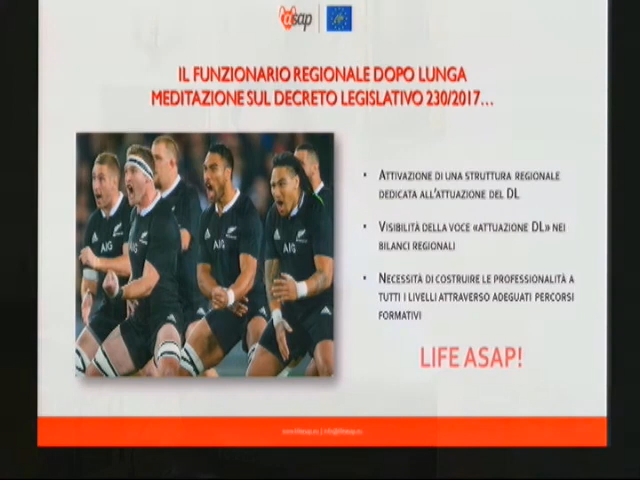 asap
IL FUNZIONARIO REGIONALE DOPO LUNGA
MEDITAZIONE SUL DECRETO LEGISLATIVO 230/2017…
• ATTIVAZIONE DI UNA STRUTTURA REGIONALE
DEDICATA ALL'ATTUAZIONE DEL DL
• VISIBILITÀ DELLA VOCE «ATTUAZIONE DL» NEI
BILANCI REGIONALI
• NECESSITÀ DI COSTRUIRE LE PROFESSIONALITÀ A
TUTTI I LIVELLI ATTRAVERSO ADEGUATI PERCORSI
FORMATIVI
LIFE ASAP!
AIG
AIG
AIG